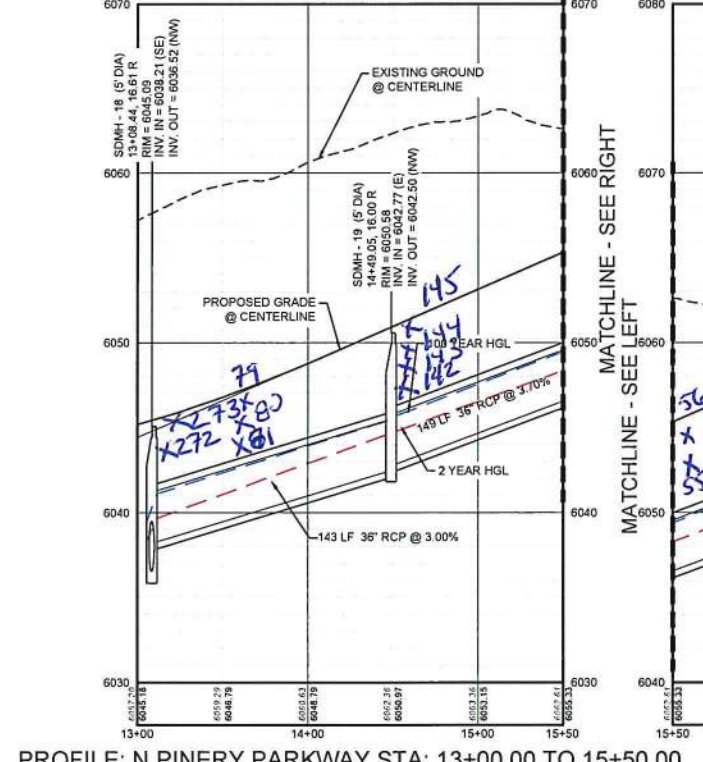 6070
6070
6080
SDMH - 18 (5' DIA)
13+08.44, 16.61 R
RIM = 6045.09
INV. IN = 6038.21 (SE)
INV. OUT = 6036.52 (NW)
EXISTING GROUND
@ CENTERLINE
6060
6060
6070
SDMH - 19 (5' DIA)
14+49.05, 16.00 R
RIM = 6050.58
INV. IN = 6042.77 (E)
INV. OUT = 6042.50 (NW)
MATCHLINE - SEE RIGHT
MATCHLINE - SEE LEFT
145
PROPOSED GRADE
@ CENTERLINE
6050
6050
6060
X 144
100 YEAR HGL
X 143
X 142
79
X 273 X
X 80
X 272
X 81
149 LF 36" RCP @ 3.70%
2 YEAR HGL
56
X
X
55
6040
6040
6050
143 LF 36" RCP @ 3.00%
6030
6030
6040
6057.20
6045.18
6059.29
6046.79
6060.63
6048.79
6062.36
6050.97
6063.36
6053.15
6062.61
6055.33
6062.61
6055.33
13+00
14+00
15+00
15+50
15+50
PROFILE: N PINERY PARKWAY STA: 13+00.00 TO 15+50.00